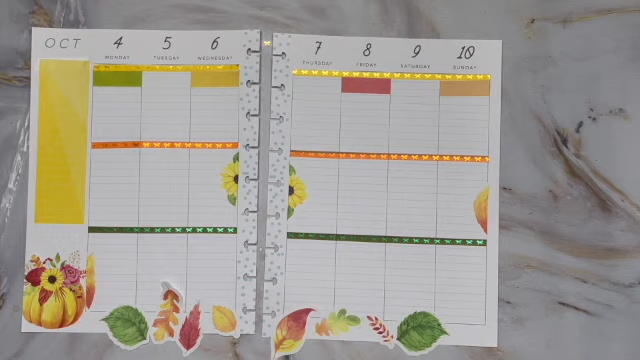 OCT
4 5 6
MONDAY TUESDAY WEDNESDAY
7 8 9 10
THURSDAY FRIDAY SATURDAY SUNDAY